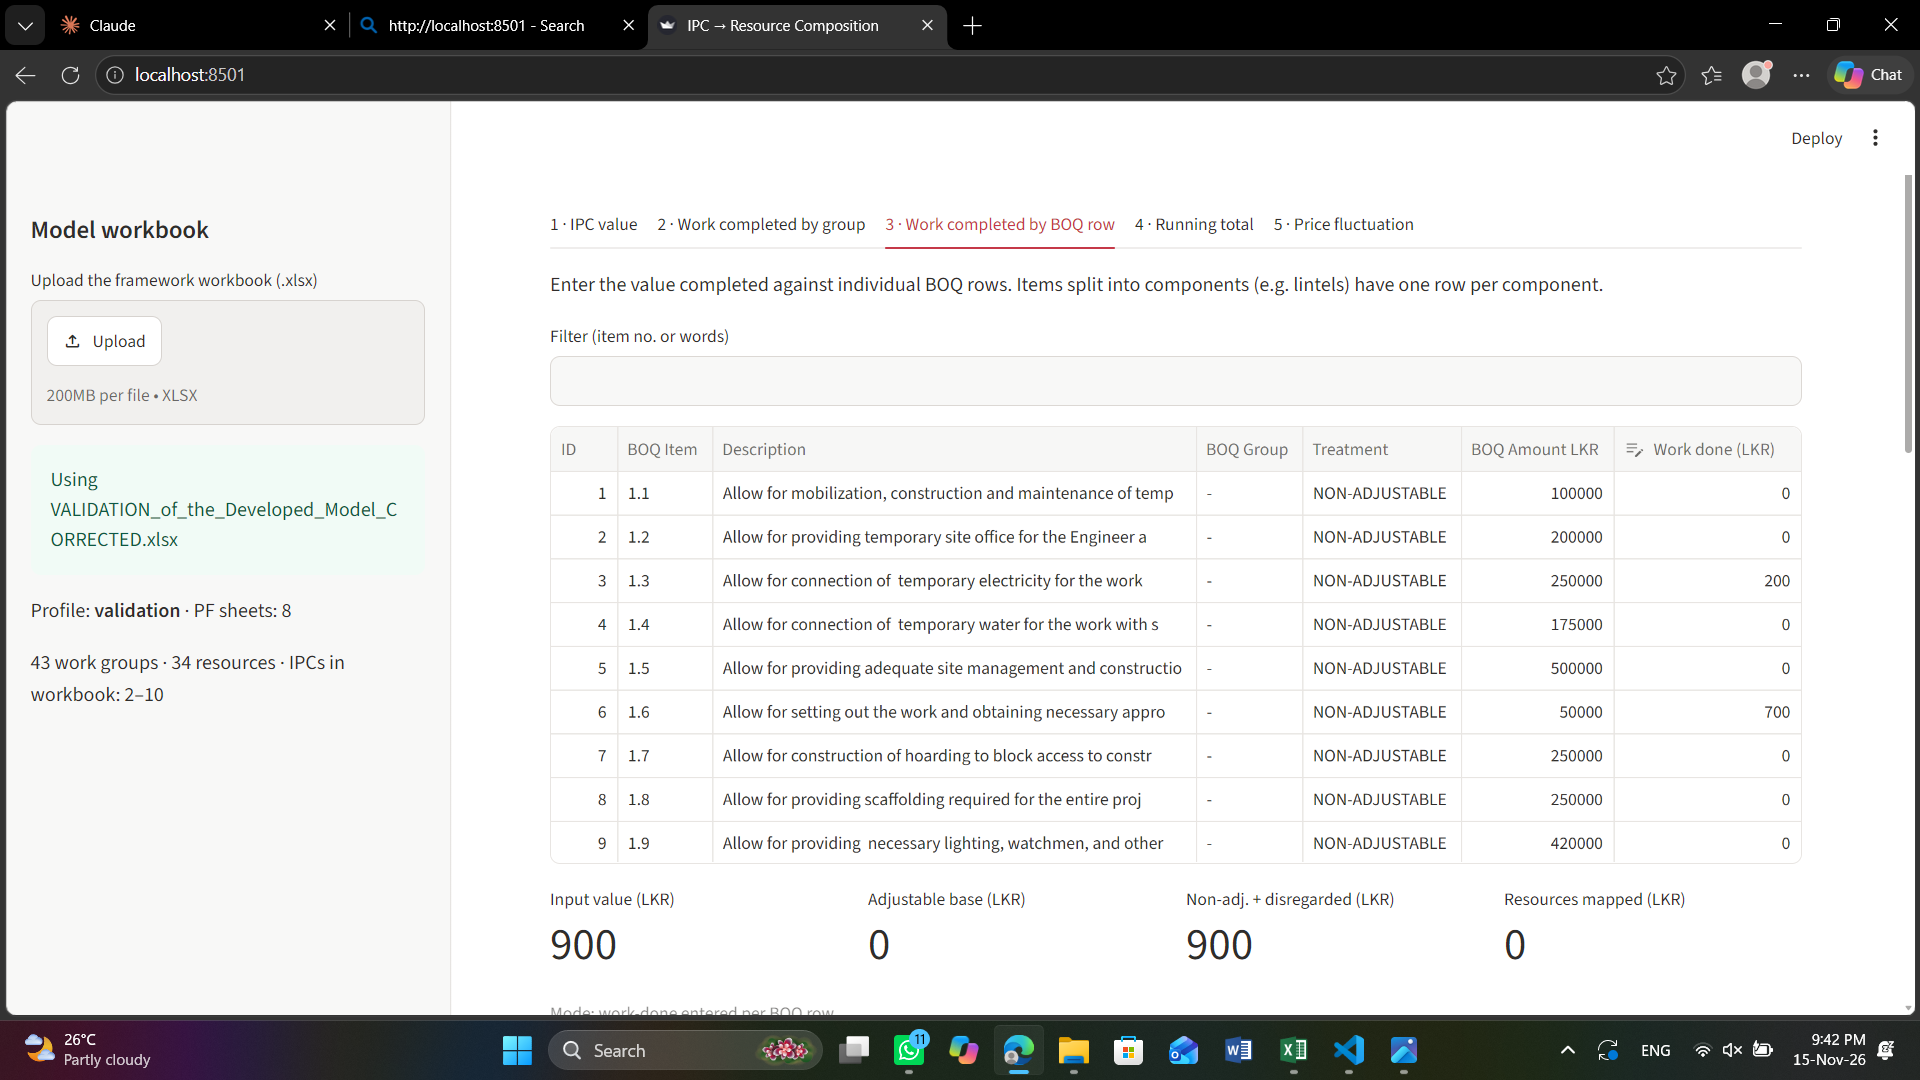 Claude
http://localhost:8501 - Search
IPC → Resource Composition
localhost:8501
Chat
Deploy
Model workbook
Upload the framework workbook (.xlsx)
Upload
200MB per file • XLSX
Using
VALIDATION_of_the_Developed_Model_C
ORRECTED.xlsx
Profile: validation · PF sheets: 8
43 work groups · 34 resources · IPCs in
workbook: 2–10
1 · IPC value 2 · Work completed by group 3 · Work completed by BOQ row 4 · Running total 5 · Price fluctuation
Enter the value completed against individual BOQ rows. Items split into components (e.g. lintels) have one row per component.
Filter (item no. or words)
ID BOQ Item Description BOQ Group Treatment BOQ Amount LKR Work done (LKR)
1 1.1 Allow for mobilization, construction and maintenance of temp - NON-ADJUSTABLE 100000 0
2 1.2 Allow for providing temporary site office for the Engineer a - NON-ADJUSTABLE 200000 0
3 1.3 Allow for connection of  temporary electricity for the work - NON-ADJUSTABLE 250000 200
4 1.4 Allow for connection of  temporary water for the work with s - NON-ADJUSTABLE 175000 0
5 1.5 Allow for providing adequate site management and constructio - NON-ADJUSTABLE 500000 0
6 1.6 Allow for setting out the work and obtaining necessary appro - NON-ADJUSTABLE 50000 700
7 1.7 Allow for construction of hoarding to block access to constr - NON-ADJUSTABLE 250000 0
8 1.8 Allow for providing scaffolding required for the entire proj - NON-ADJUSTABLE 250000 0
9 1.9 Allow for providing  necessary lighting, watchmen, and other - NON-ADJUSTABLE 420000 0
Input value (LKR) Adjustable base (LKR) Non-adj. + disregarded (LKR) Resources mapped (LKR)
900 0 900 0
Mode: work-done entered per BOQ row
26°C
Partly cloudy
Search
11
ENG
9:42 PM
15-Nov-26